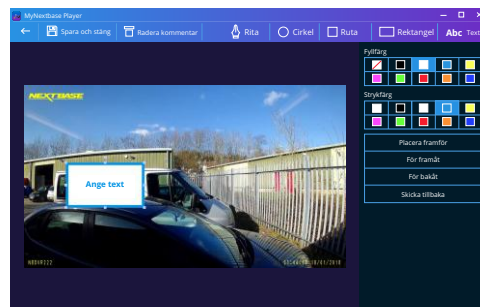 MyNextbase Player
Spara och stäng
Radera kommentar
Rita
Cirkel
Ruta
Rektangel
Abc Text
Fyllfärg
NEXTBASE
Strykfärg
Placera framför
För framåt
För bakåt
Skicka tillbaka
Ange text